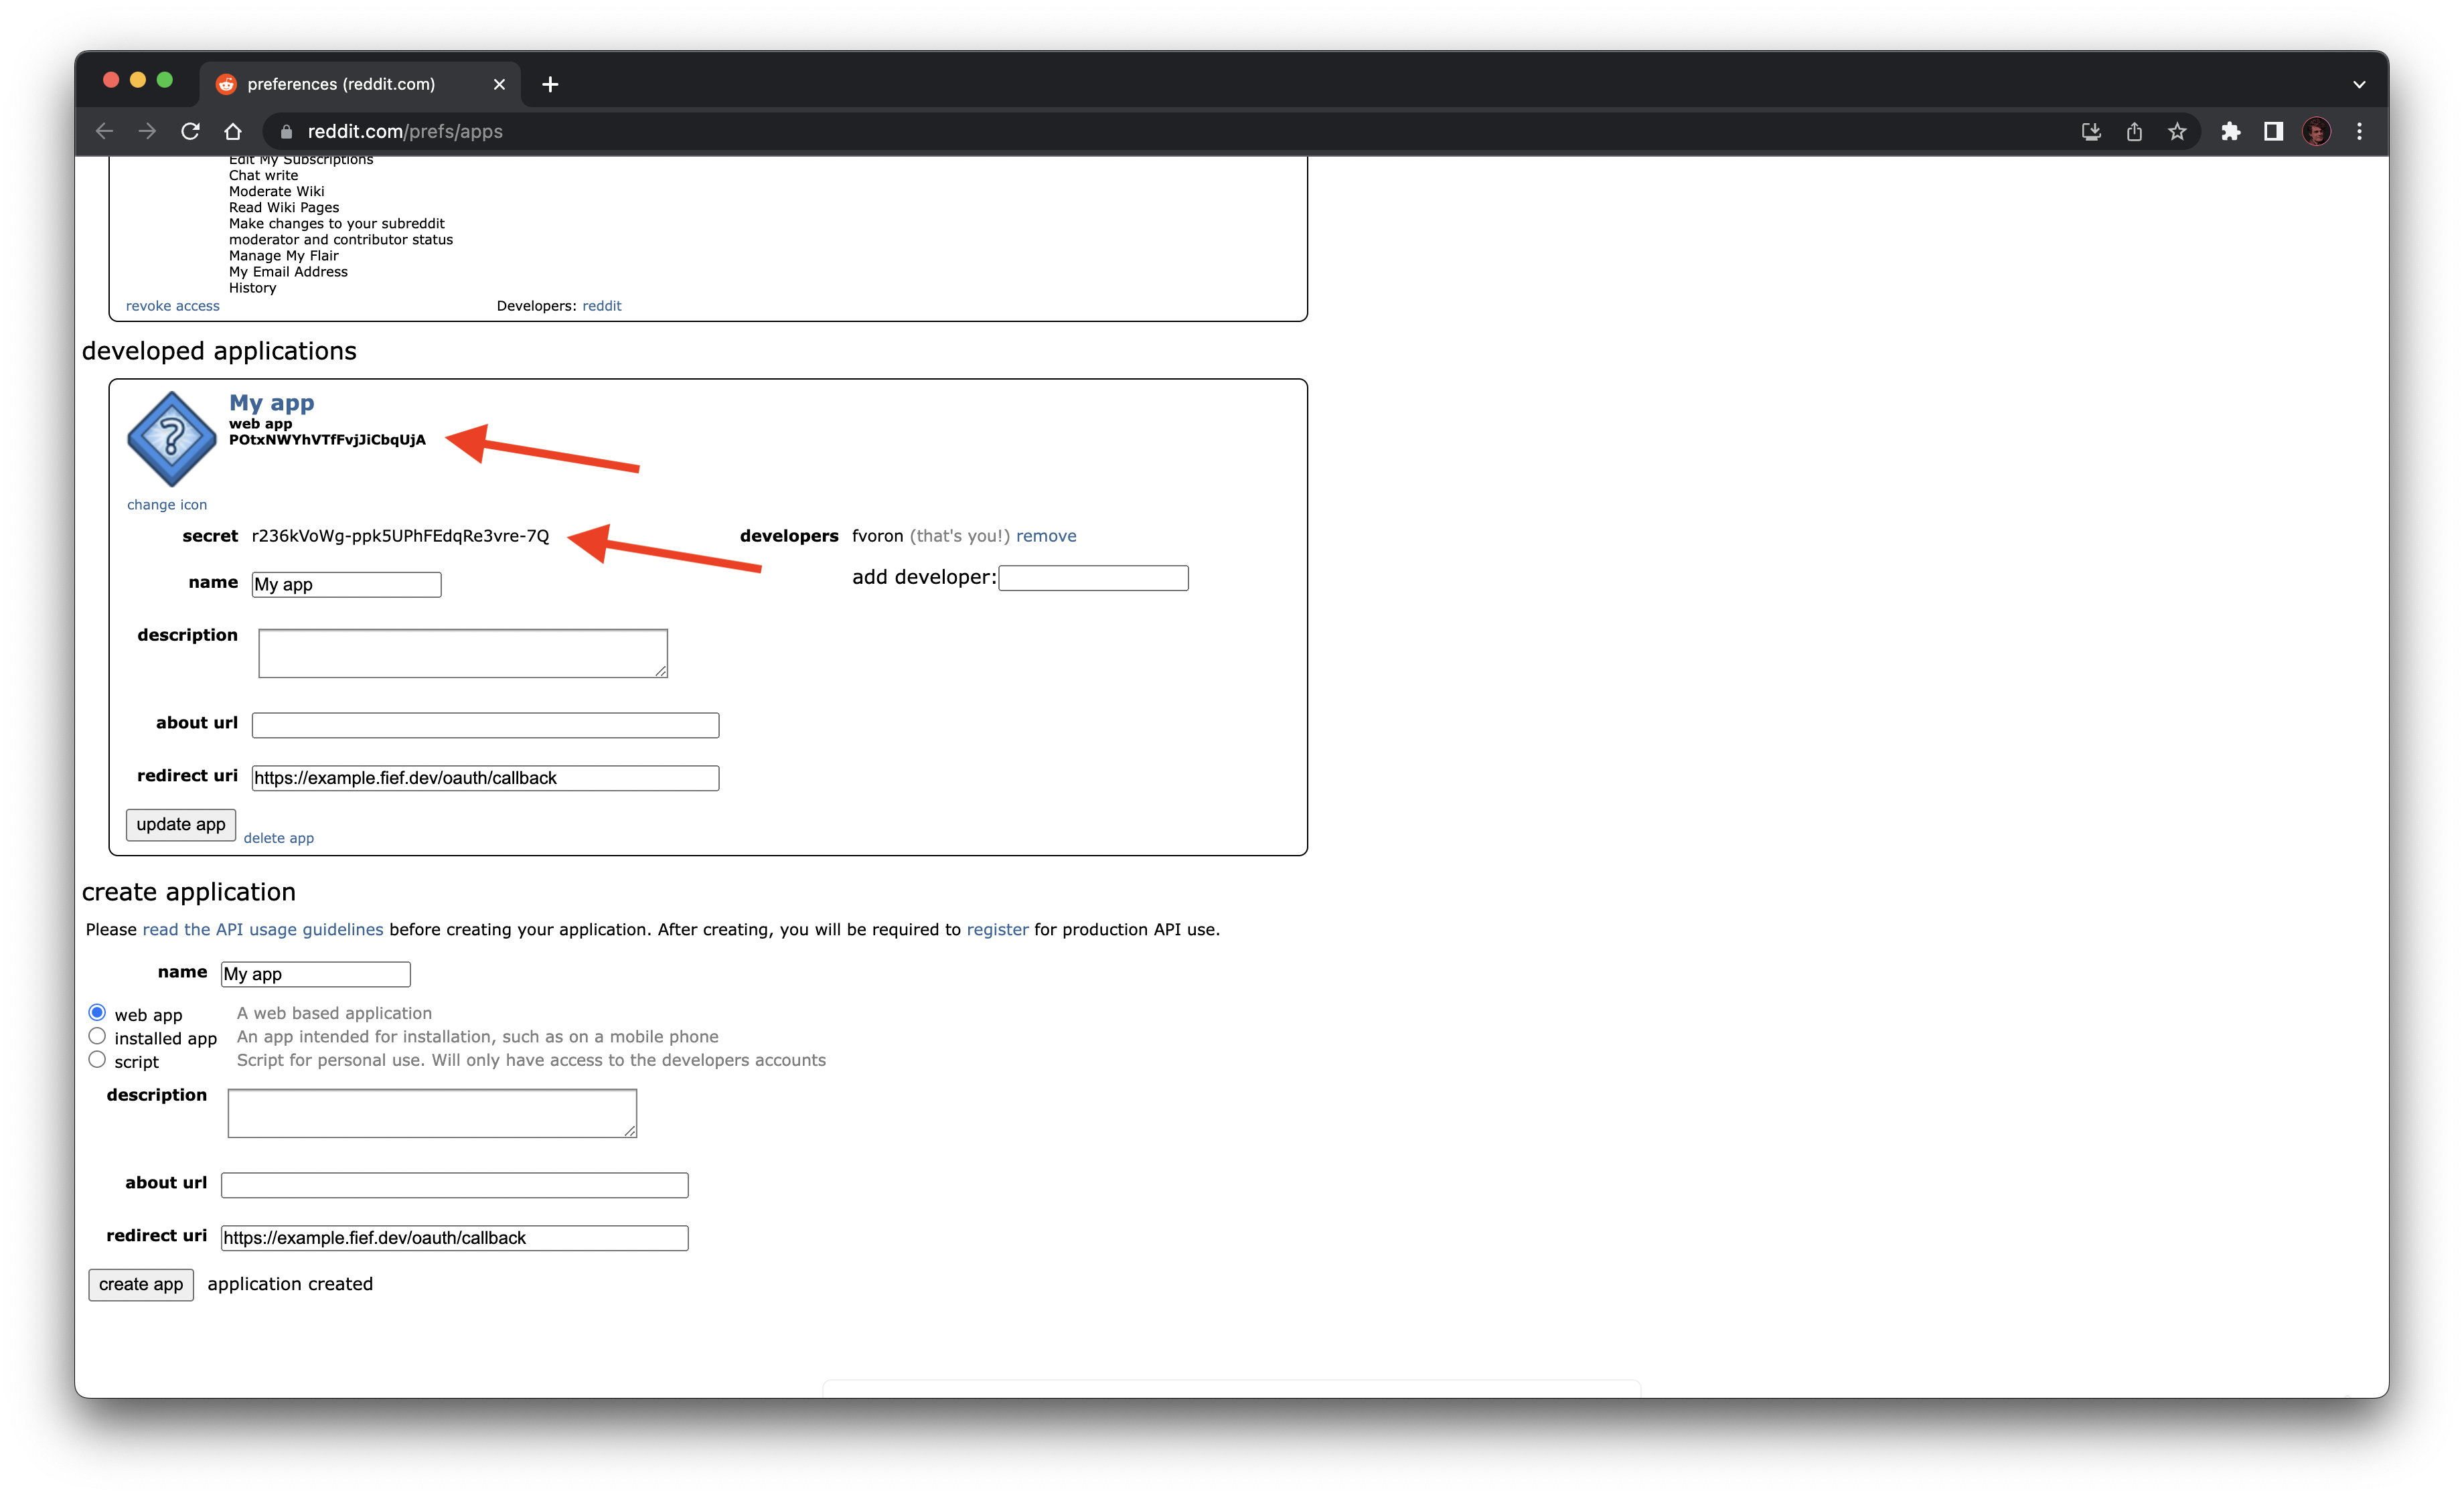 preferences (reddit.com)
reddit.com/prefs/apps
Edit My Subscriptions
Chat write
Moderate Wiki
Read Wiki Pages
Make changes to your subreddit
moderator and contributor status
Manage My Flair
My Email Address
History
revoke access Developers: reddit
developed applications
My app
web app
POtxNWYhVTfFvjJiCbqUjA
change icon
secret r236kVoWg-ppk5UPhFEdqRe3vre-7Q developers fvoron (that's you!) remove
name My app add developer:
description
about url
redirect uri https://example.fief.dev/oauth/callback
update app delete app
create application
Please read the API usage guidelines before creating your application. After creating, you will be required to register for production API use.
name My app
web app A web based application
installed app An app intended for installation, such as on a mobile phone
script Script for personal use. Will only have access to the developers accounts
description
about url
redirect uri https://example.fief.dev/oauth/callback
create app application created